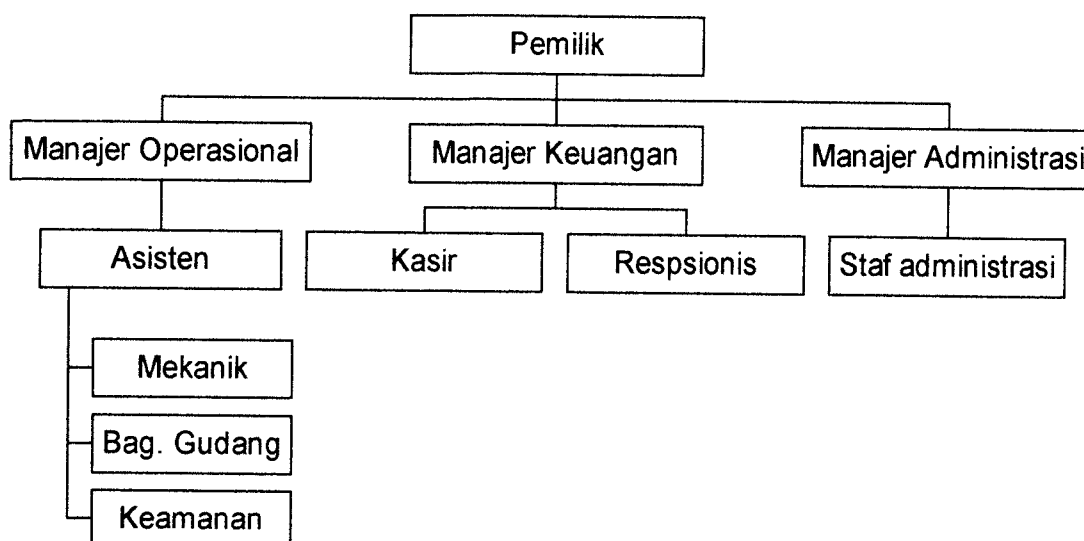 Pemilik
Manajer Operasional
Manajer Keuangan
Manajer Administrasi
Asisten
Kasir
Respsionis
Staf administrasi
Mekanik
Bag. Gudang
Keamanan